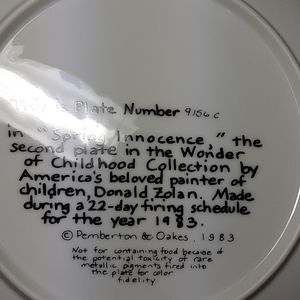 This is Plate Number 9156 C
in "Spring Innocence," the
second plate in the Wonder
of Childhood Collection by
America's beloved painter of
children, Donald Zolan. Made
during a 22-day firing schedule
for the year 1983.
© Pemberton & Oakes, 1983
Not for containing food because of
the potential toxicity of rare
metallic pigments fired into
the plate for color
fidelity.